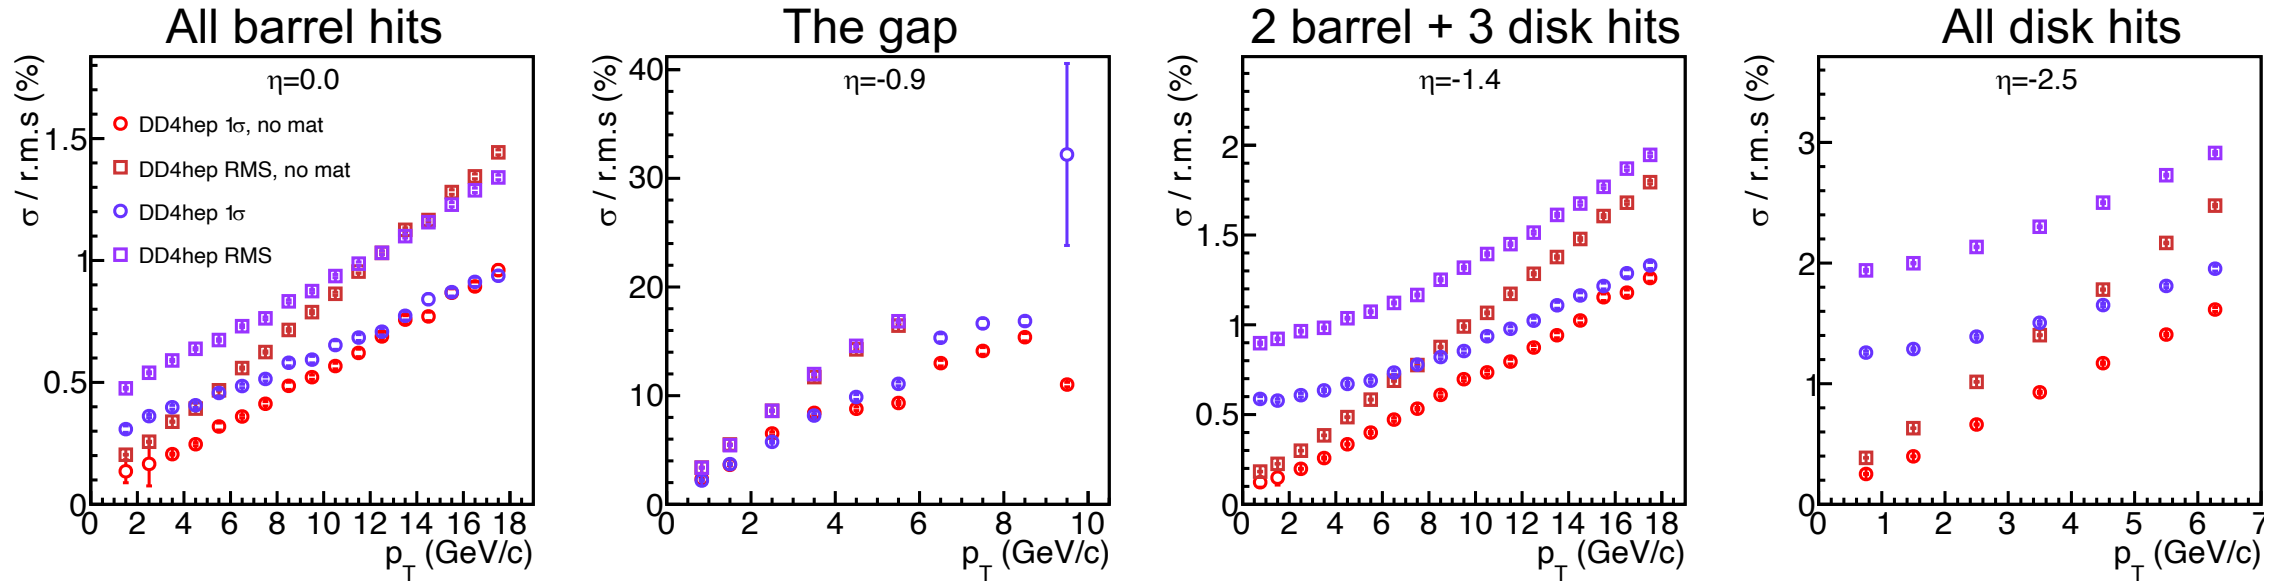 All barrel hits
η=0.0
DD4hep 1σ, no mat
DD4hep RMS, no mat
DD4hep 1σ
DD4hep RMS
σ / r.m.s (%)
1.5
1
0.5
0
0 2 4 6 8 10 12 14 16 18
p_T (GeV/c)
The gap
η=-0.9
σ / r.m.s (%)
40
30
20
10
0
0 2 4 6 8 10
p_T (GeV/c)
2 barrel + 3 disk hits
η=-1.4
σ / r.m.s (%)
2
1.5
1
0.5
0
0 2 4 6 8 10 12 14 16 18
p_T (GeV/c)
All disk hits
η=-2.5
σ / r.m.s (%)
3
2
1
0
0 1 2 3 4 5 6 7
p_T (GeV/c)